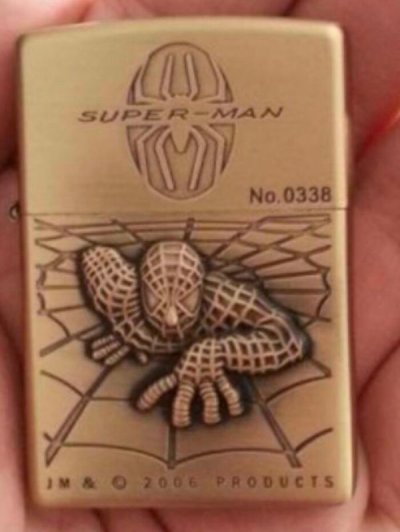 SUPER-MAN
No.0338
JM & © 2006 PRODUCTS